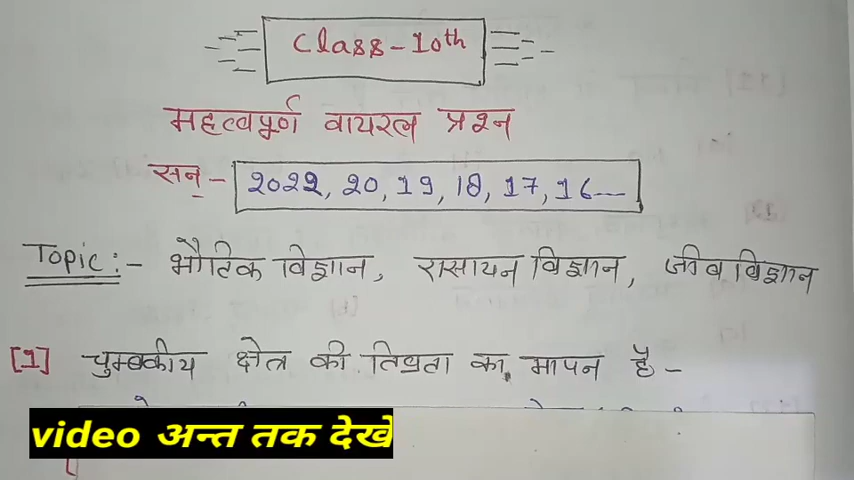 Class-10th
महत्वपूर्ण वायरल प्रश्न
सन्- 2022, 20, 19, 18, 17, 16---
Topic:- भौतिक विज्ञान, रासायन विज्ञान, जीव विज्ञान
[1] चुम्बकीय क्षेत्र की तिव्रता का मापन है -
video अन्त तक देखे